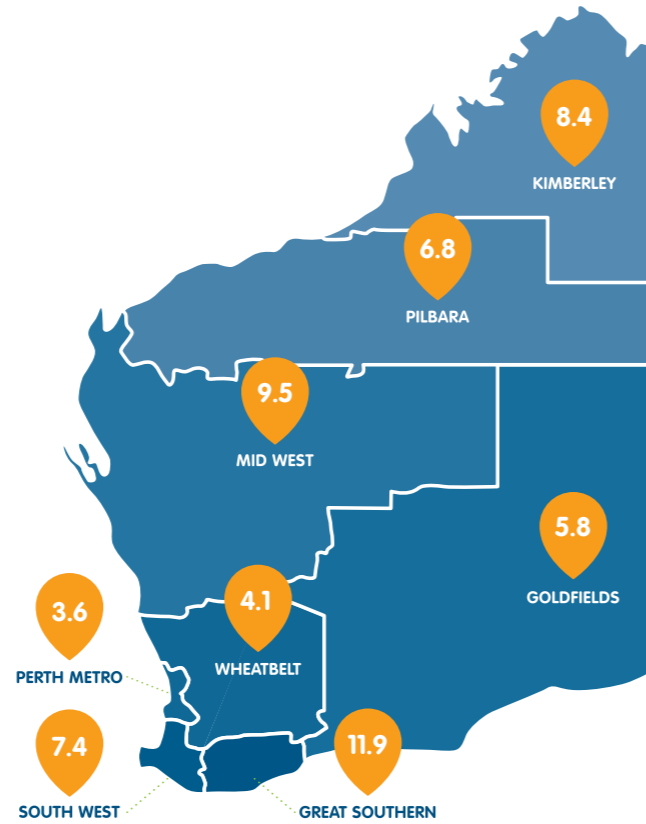 8.4
KIMBERLEY
6.8
PILBARA
9.5
MID WEST
5.8
GOLDFIELDS
3.6
PERTH METRO
4.1
WHEATBELT
7.4
SOUTH WEST
11.9
GREAT SOUTHERN